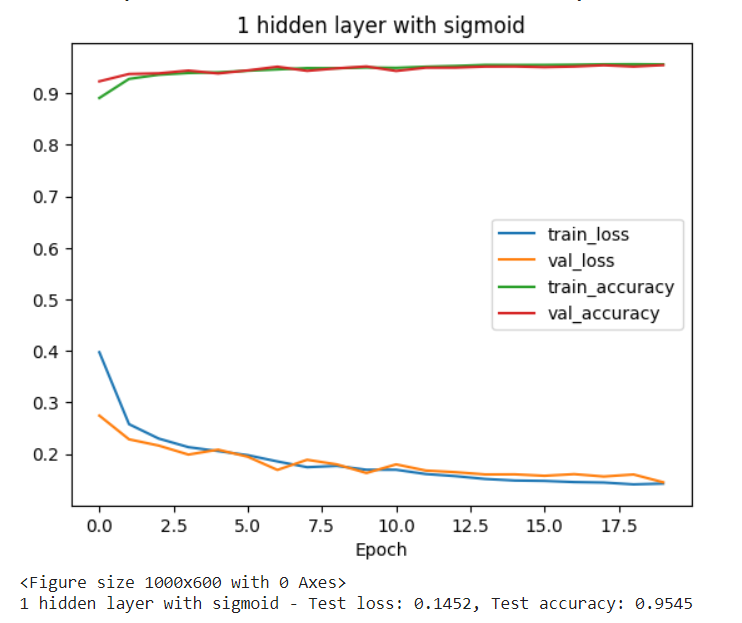 1 hidden layer with sigmoid
0.9
0.8
0.7
0.6
0.5
0.4
0.3
0.2
train_loss
val_loss
train_accuracy
val_accuracy
0.0 2.5 5.0 7.5 10.0 12.5 15.0 17.5
Epoch
<Figure size 1000x600 with 0 Axes>
1 hidden layer with sigmoid - Test loss: 0.1452, Test accuracy: 0.9545